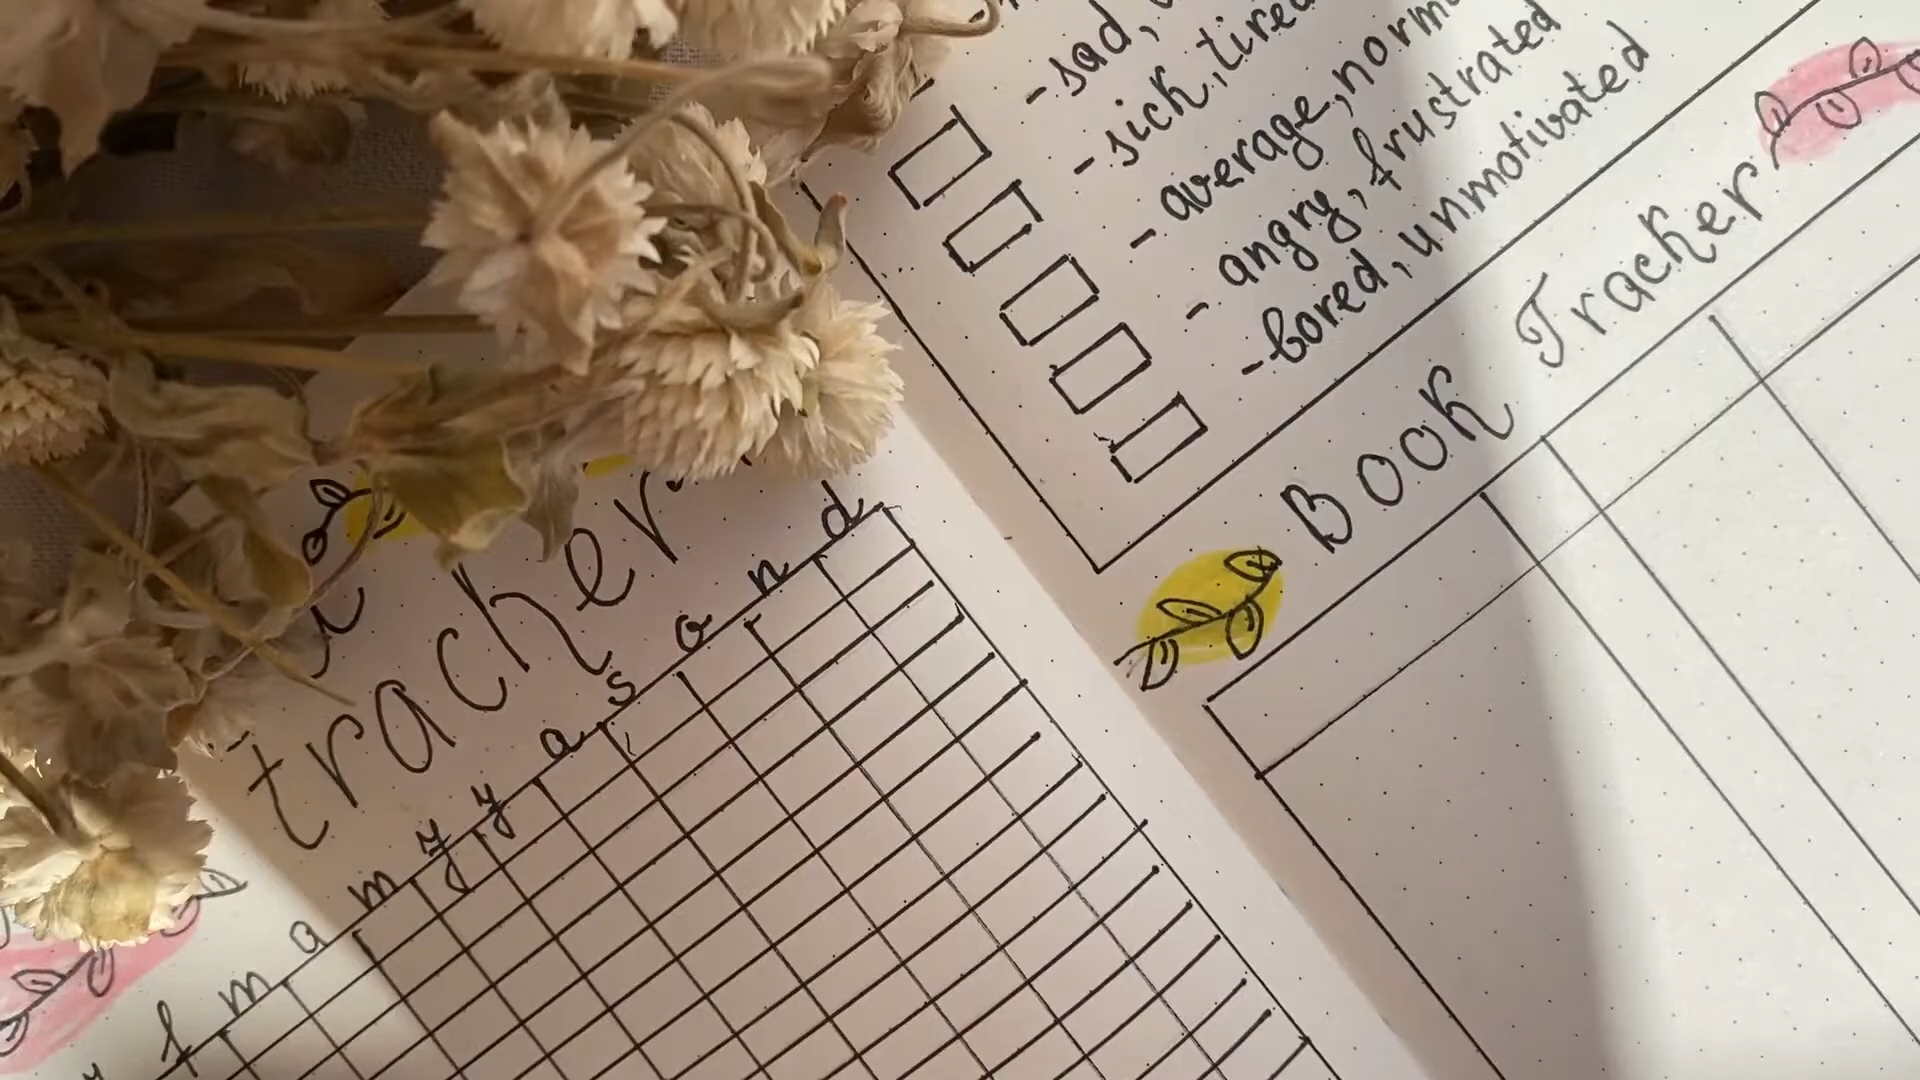 - sad,
- sick, tired
- average, norm
- angry, frustrated
- bored, unmotivated
Book Tracker
tracker
f m a m y y a s o n d